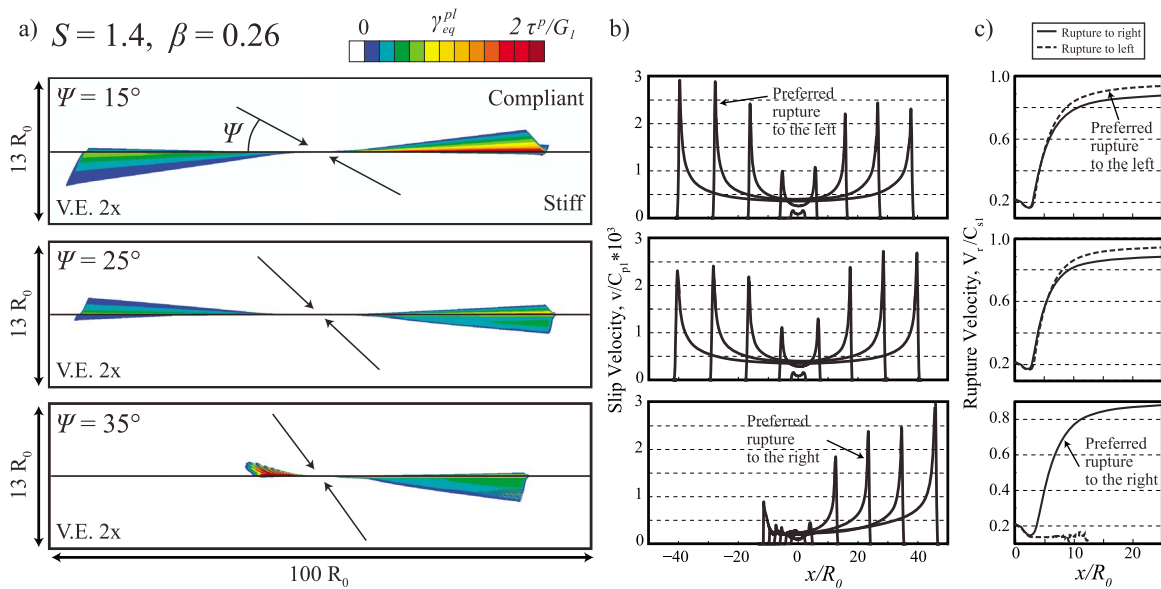 a) S = 1.4, β = 0.26
0 γ_eq^pl 2 τ^p/G_1
13 R_0
Ψ = 15°
Ψ
Compliant
Stiff
V.E. 2x
13 R_0
Ψ = 25°
V.E. 2x
13 R_0
Ψ = 35°
V.E. 2x
100 R_0
b)
Slip Velocity, v/C_p1*10^3
3
2
1
0
Preferred
rupture
to the left
3
2
1
0
3
2
1
0
Preferred
rupture
to the right
−40 −20 0 20 40
x/R_0
c)
Rupture to right
Rupture to left
Rupture Velocity, V_r/C_s1
1.0
0.6
0.2
Preferred
rupture
to the left
1.0
0.6
0.2
0.8
0.6
0.4
0.2
Preferred
rupture
to the right
0 10 20
x/R_0